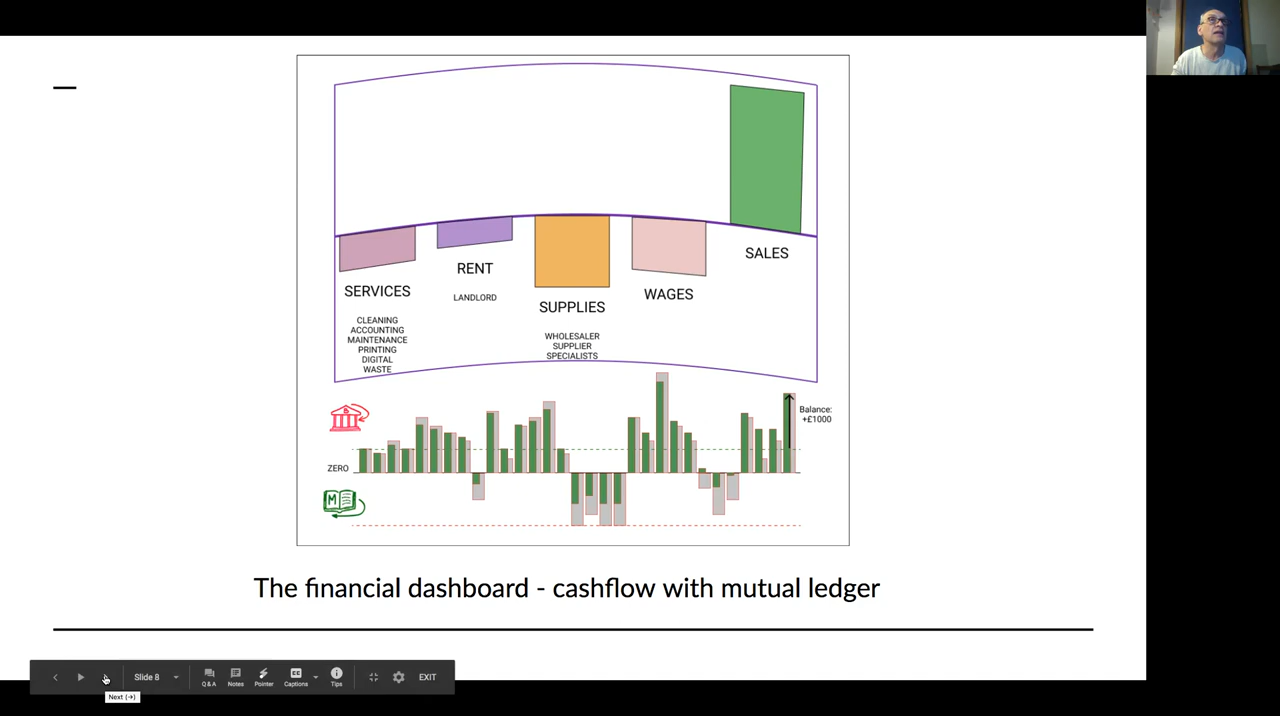 SALES
RENT
LANDLORD
SERVICES
WAGES
SUPPLIES
CLEANING
ACCOUNTING
MAINTENANCE
PRINTING
DIGITAL
WASTE
WHOLESALER
SUPPLIER
SPECIALISTS
Balance:
+£1000
ZERO
M
The financial dashboard - cashflow with mutual ledger
Slide 8
Q & A
Notes
Pointer
CC
Captions
Tips
EXIT
Next (→)